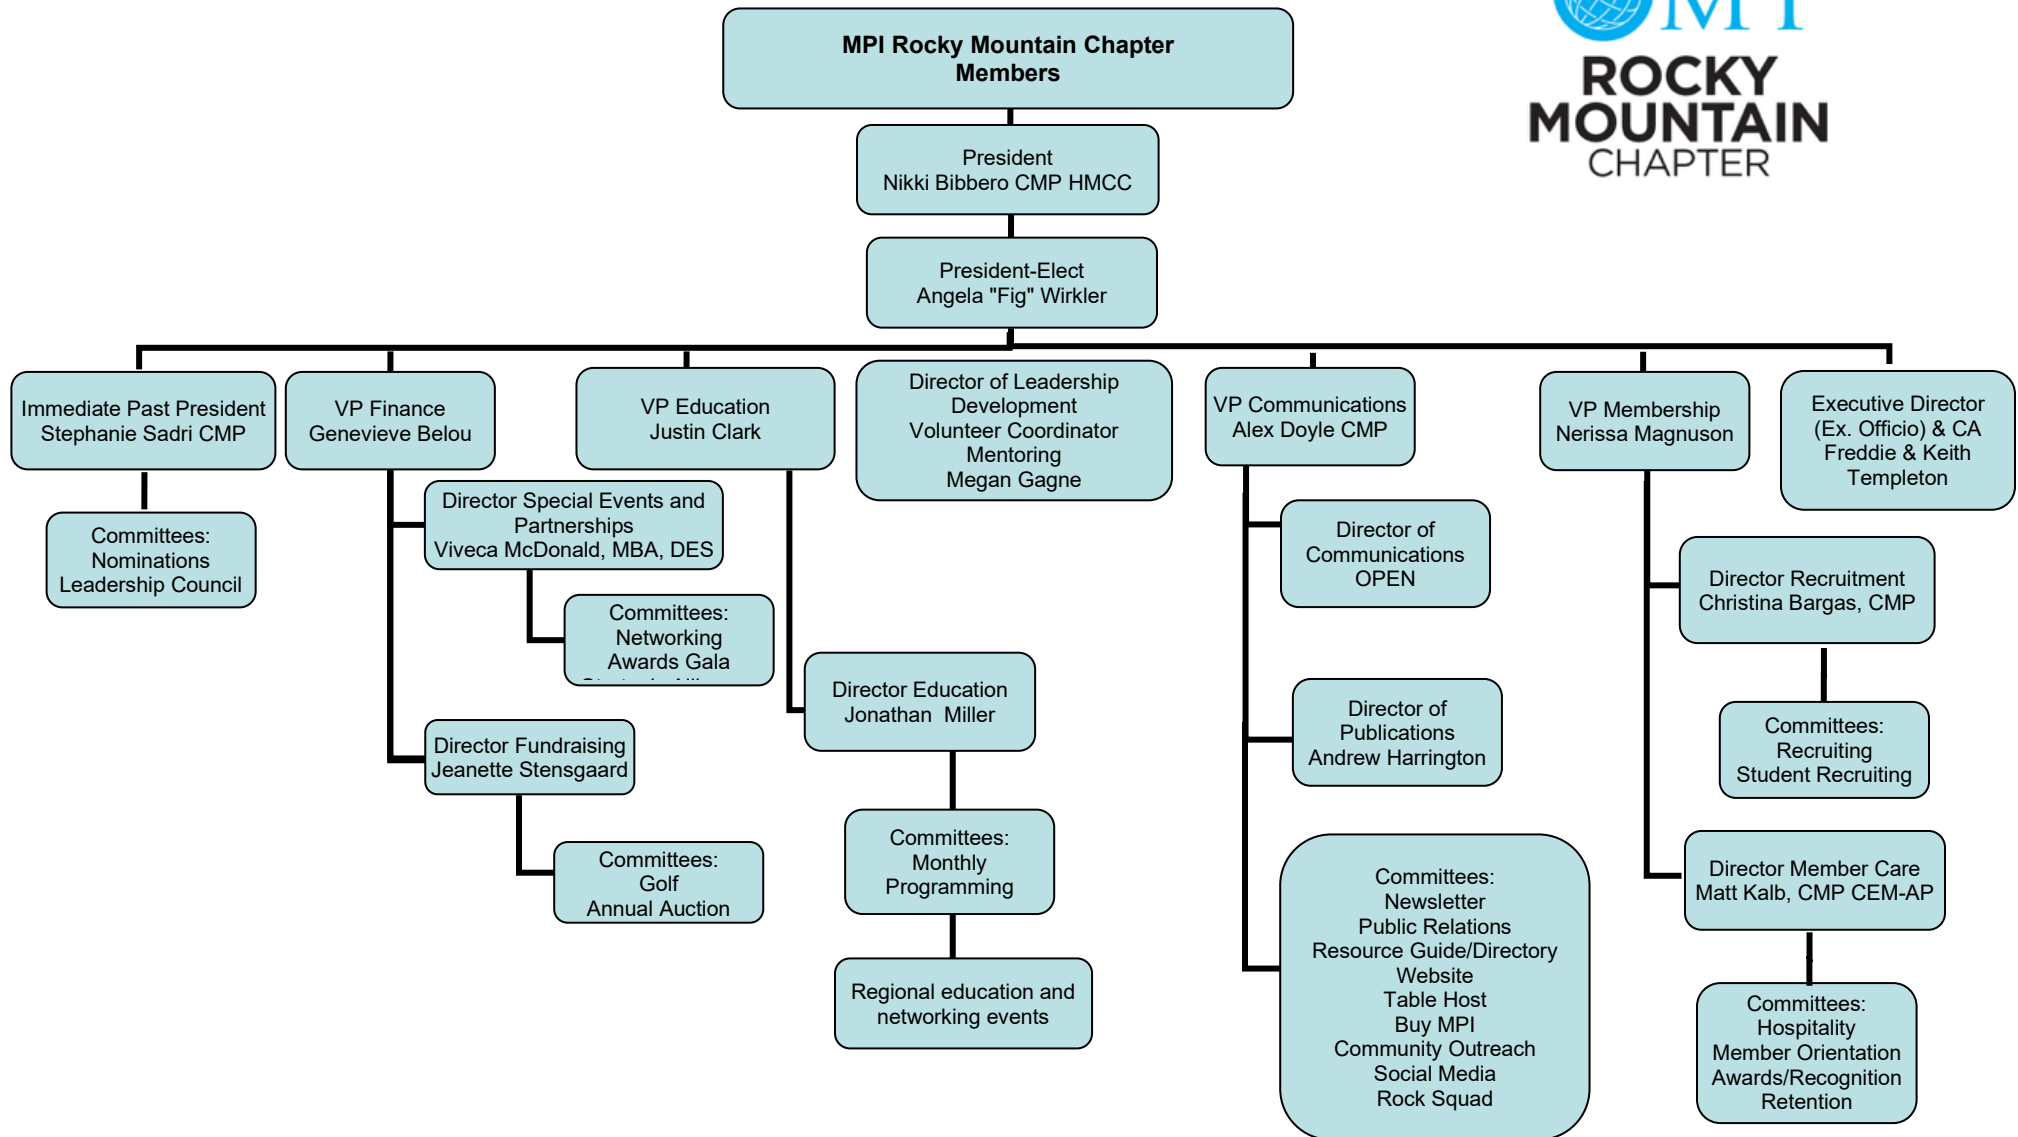 MPI Rocky Mountain Chapter
Members
ROCKY
MOUNTAIN
CHAPTER
President
Nikki Bibbero CMP HMCC
President-Elect
Angela "Fig" Wirkler
Immediate Past President
Stephanie Sadri CMP
Committees:
Nominations
Leadership Council
VP Finance
Genevieve Belou
Director Special Events and
Partnerships
Viveca McDonald, MBA, DES
Committees:
Networking
Awards Gala
Director Fundraising
Jeanette Stensgaard
Committees:
Golf
Annual Auction
VP Education
Justin Clark
Director Education
Jonathan  Miller
Committees:
Monthly
Programming
Regional education and
networking events
Director of Leadership
Development
Volunteer Coordinator
Mentoring
Megan Gagne
VP Communications
Alex Doyle CMP
Director of
Communications
OPEN
Director of
Publications
Andrew Harrington
Committees:
Newsletter
Public Relations
Resource Guide/Directory
Website
Table Host
Buy MPI
Community Outreach
Social Media
Rock Squad
VP Membership
Nerissa Magnuson
Director Recruitment
Christina Bargas, CMP
Committees:
Recruiting
Student Recruiting
Director Member Care
Matt Kalb, CMP CEM-AP
Committees:
Hospitality
Member Orientation
Awards/Recognition
Retention
Executive Director
(Ex. Officio) & CA
Freddie & Keith
Templeton